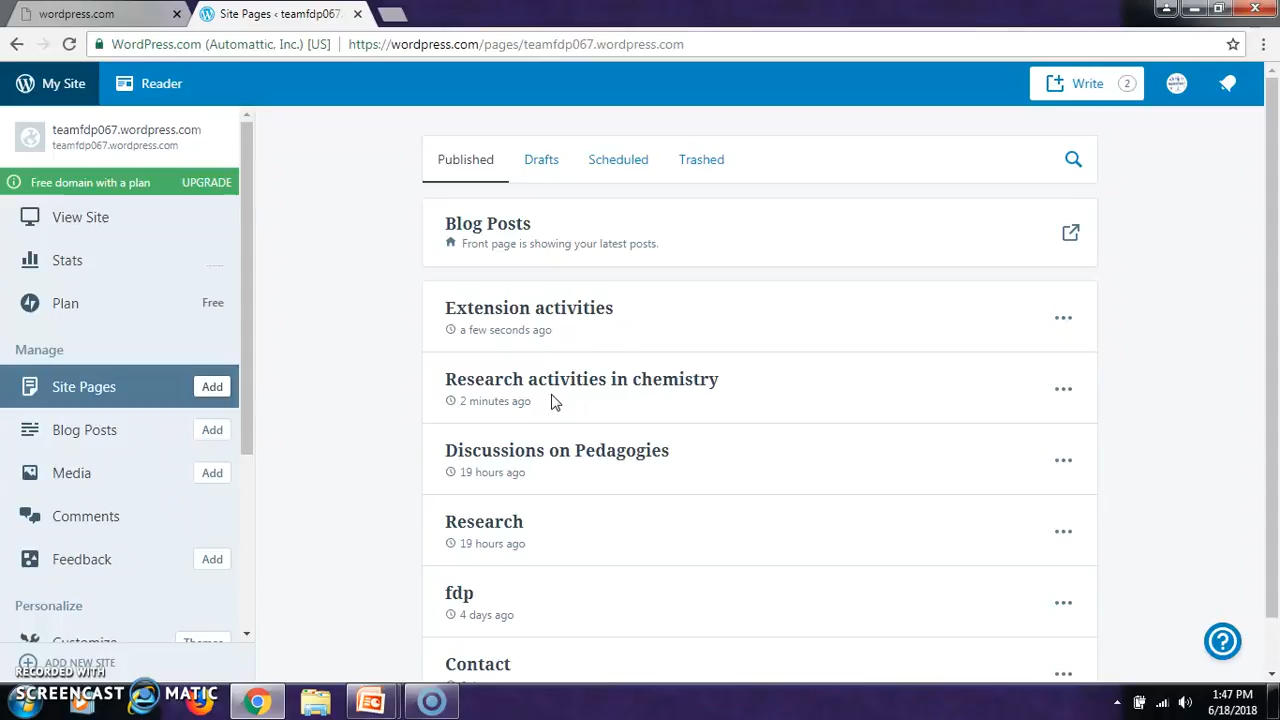 wordpress.com
Site Pages ‹ teamfdp067.
WordPress.com (Automattic, Inc.) [US]
https://wordpress.com/pages/teamfdp067.wordpress.com
My Site
Reader
Write
2
teamfdp067.wordpress.com
teamfdp067.wordpress.com
Free domain with a plan
UPGRADE
View Site
Stats
Plan
Free
Manage
Site Pages
Add
Blog Posts
Add
Media
Add
Comments
Feedback
Add
Personalize
Customize
Themes
ADD NEW SITE
Published
Drafts
Scheduled
Trashed
Blog Posts
Front page is showing your latest posts.
Extension activities
a few seconds ago
Research activities in chemistry
2 minutes ago
Discussions on Pedagogies
19 hours ago
Research
19 hours ago
fdp
4 days ago
Contact
RECORDED WITH
SCREENCAST MATIC
1:47 PM
6/18/2018